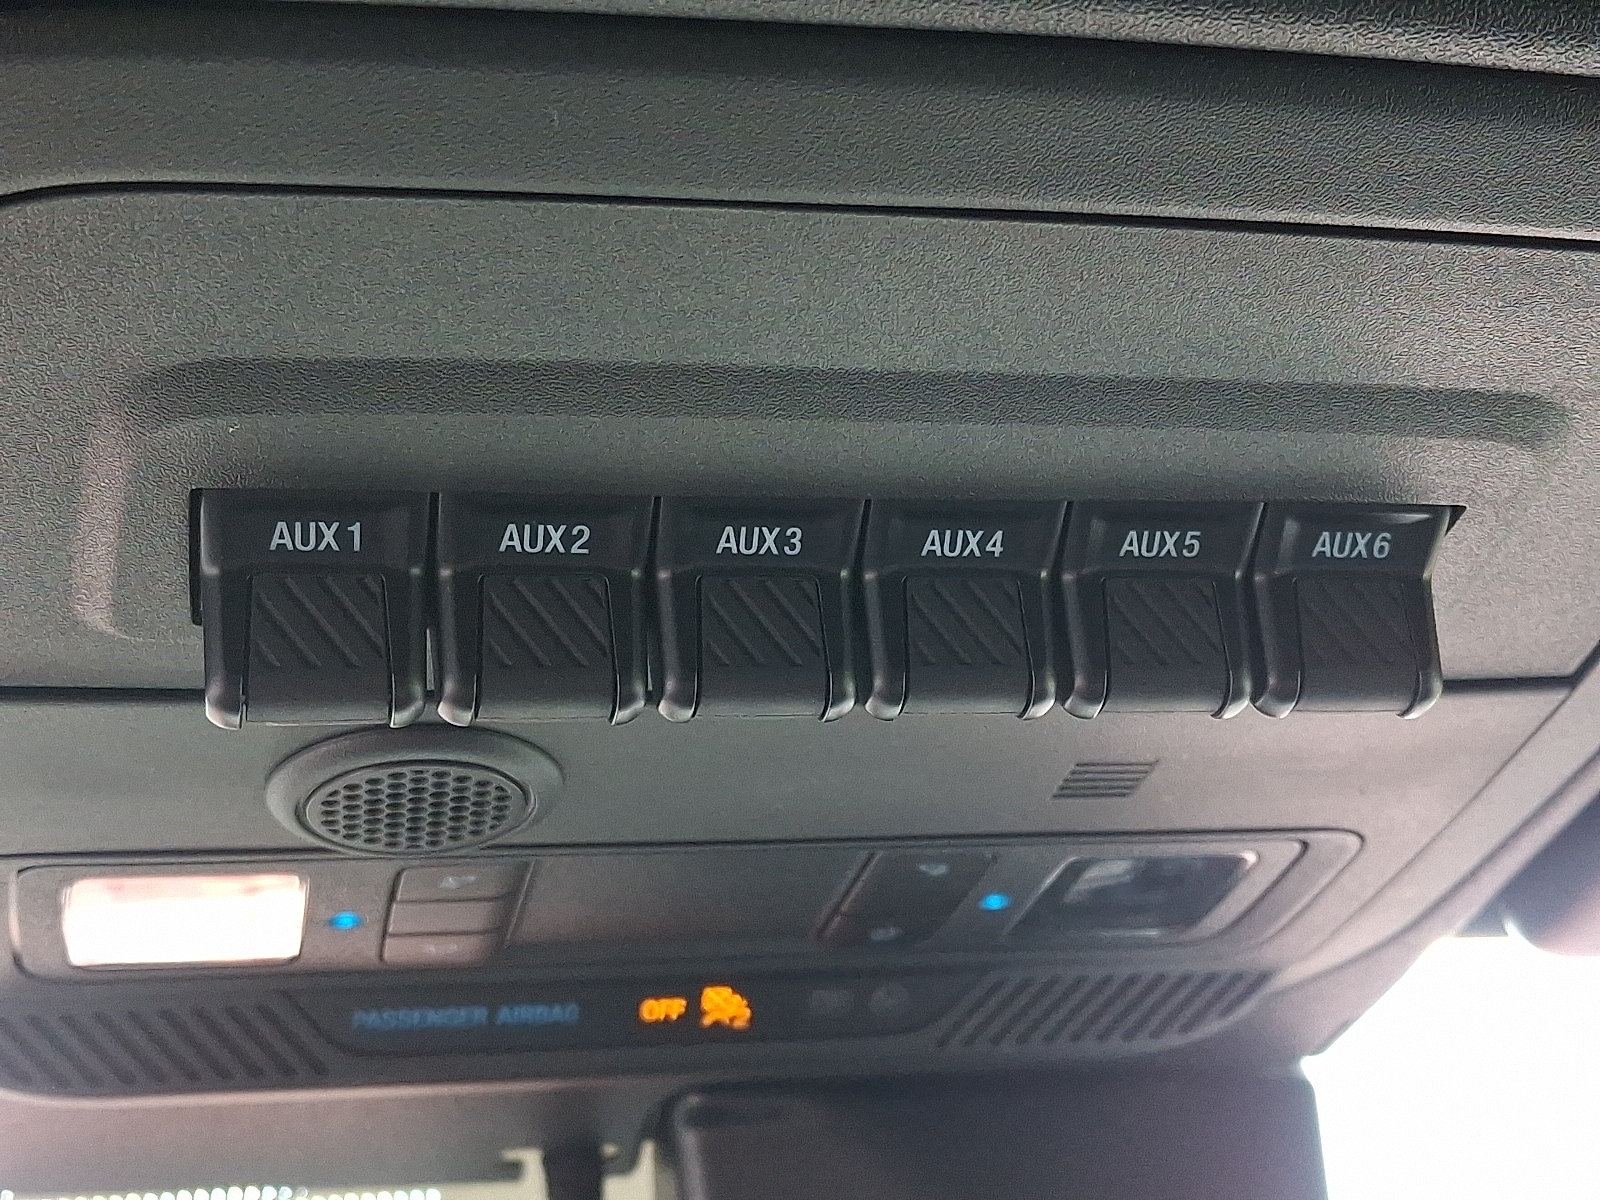 AUX1 AUX2 AUX3 AUX4 AUX5 AUX6
PASSENGER AIRBAG OFF